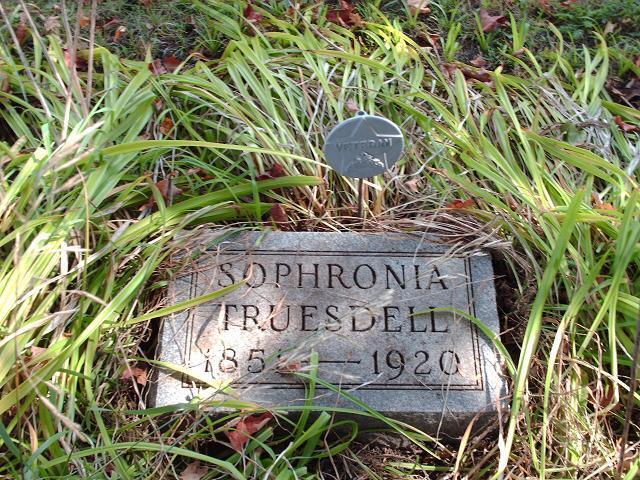 VETERAN
SOPHRONIA
TRUESDELL
— 1920